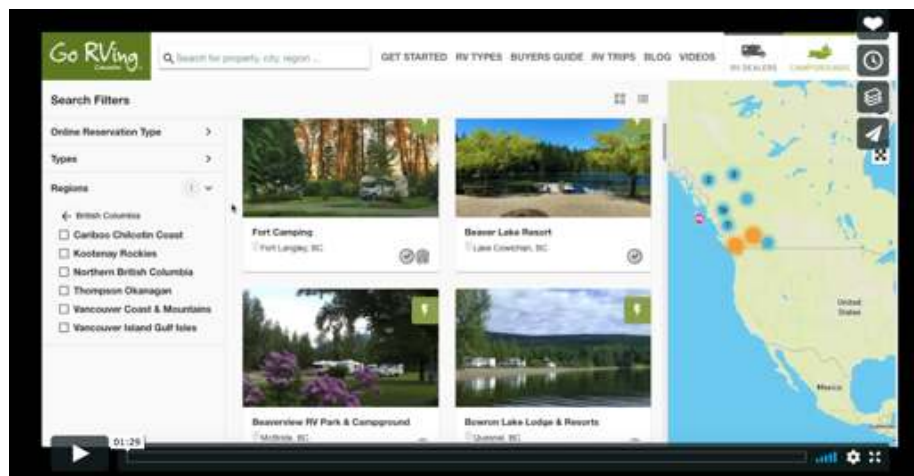 Go RVing
Search for property, city, region ...
GET STARTED RV TYPES BUYERS GUIDE RV TRIPS BLOG VIDEOS
RV DEALERS
CAMPGROUNDS
Search Filters
Online Reservation Type
Types
Regions
British Columbia
Cariboo Chilcotin Coast
Kootenay Rockies
Northern British Columbia
Thompson Okanagan
Vancouver Coast & Mountains
Vancouver Island Gulf Isles
Fort Camping
Fort Langley, BC
Beaver Lake Resort
Lake Cowichan, BC
Beaverview RV Park & Campground
McBride, BC
Bowron Lake Lodge & Resorts
Quesnel, BC
United
States
Mexico
01:29